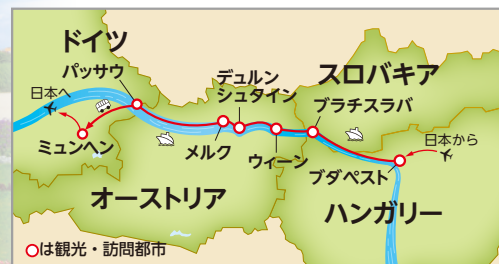 ドイツ
日本へ
パッサウ
ミュンヘン
デュルン
シュタイン
メルク
ウィーン
スロバキア
ブラチスラバ
日本から
ブダペスト
オーストリア
ハンガリー
○は観光・訪問都市